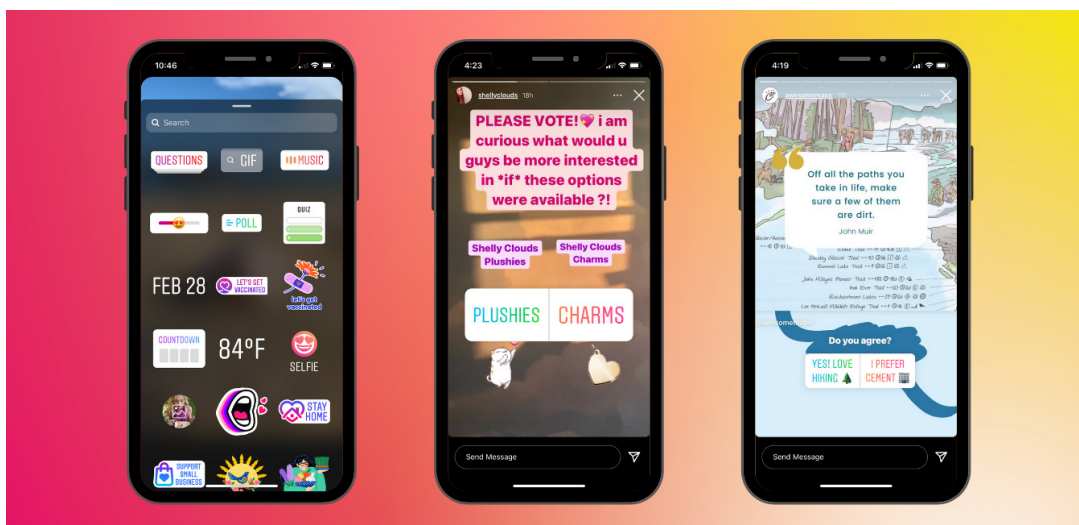 10:46
Search
QUESTIONS
GIF
MUSIC
POLL
QUIZ
FEB 28
LET'S GET
VACCINATED
let's get
vaccinated
COUNTDOWN
84°F
SELFIE
STAY
HOME
SUPPORT
SMALL
BUSINESS
4:23
shellyclouds 18h
PLEASE VOTE!💖 i am
curious what would u
guys be more interested
in *if* these options
were available ?!
Shelly Clouds
Plushies
Shelly Clouds
Charms
PLUSHIES
CHARMS
Send Message
4:19
awesomemaps
Off all the paths you
take in life, make
sure a few of them
are dirt.
John Muir
Do you agree?
YES! LOVE
HIKING 🌲
I PREFER
CEMENT 🏢
Send Message